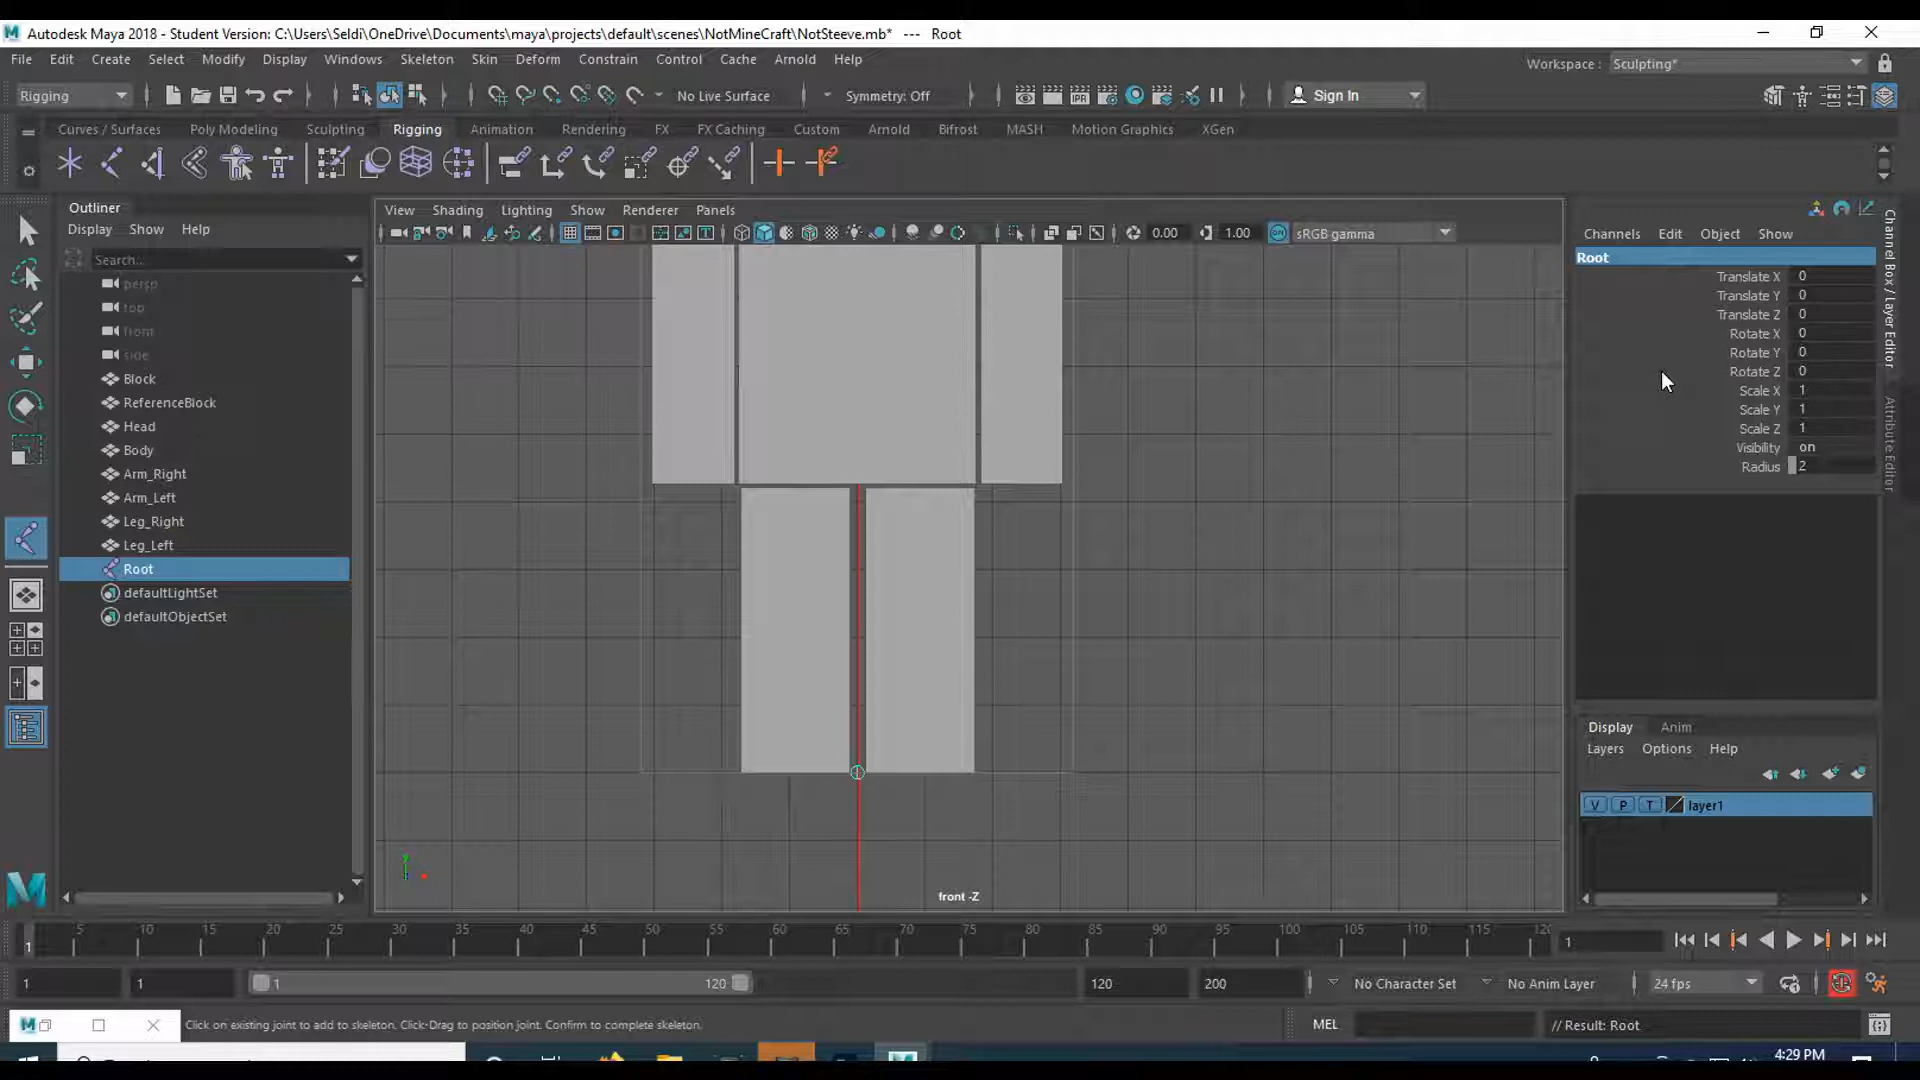 Autodesk Maya 2018 - Student Version: C:\Users\Seldi\OneDrive\Documents\maya\projects\default\scenes\NotMineCraft\NotSteeve.mb*   ---   Root
File Edit Create Select Modify Display Windows Skeleton Skin Deform Constrain Control Cache Arnold Help
Workspace : Sculpting*
Rigging
No Live Surface
Symmetry: Off
Sign In
Curves / Surfaces Poly Modeling Sculpting Rigging Animation Rendering FX FX Caching Custom Arnold Bifrost MASH Motion Graphics XGen
Outliner
Display Show Help
Search...
persp
top
front
side
Block
ReferenceBlock
Head
Body
Arm_Right
Arm_Left
Leg_Right
Leg_Left
Root
defaultLightSet
defaultObjectSet
View Shading Lighting Show Renderer Panels
IPR
0.00
1.00
ON
sRGB gamma
front -Z
Channels Edit Object Show
Root
Translate X 0
Translate Y 0
Translate Z 0
Rotate X 0
Rotate Y 0
Rotate Z 0
Scale X 1
Scale Y 1
Scale Z 1
Visibility on
Radius 2
Channel Box / Layer Editor
Attribute Editor
Display Anim
Layers Options Help
V P T layer1
5 10 15 20 25 30 35 40 45 50 55 60 65 70 75 80 85 90 95 100 105 110 115 120
1
1
1 1 1 120 120 200 No Character Set No Anim Layer 24 fps
Click on existing joint to add to skeleton. Click-Drag to position joint. Confirm to complete skeleton.
MEL
// Result: Root
4:29 PM